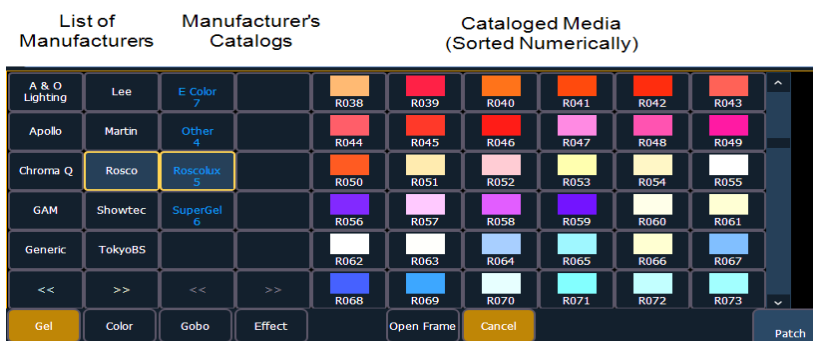 List of Manufacturers
Manufacturer's Catalogs
Cataloged Media (Sorted Numerically)
A & O Lighting
Lee
E Color 7
R038 R039 R040 R041 R042 R043
Apollo
Martin
Other 4
R044 R045 R046 R047 R048 R049
Chroma Q
Rosco
Roscolux 5
R050 R051 R052 R053 R054 R055
GAM
Showtec
SuperGel 6
R056 R057 R058 R059 R060 R061
Generic
TokyoBS
R062 R063 R064 R065 R066 R067
<< >> << >>
R068 R069 R070 R071 R072 R073
Gel Color Gobo Effect Open Frame Cancel Patch